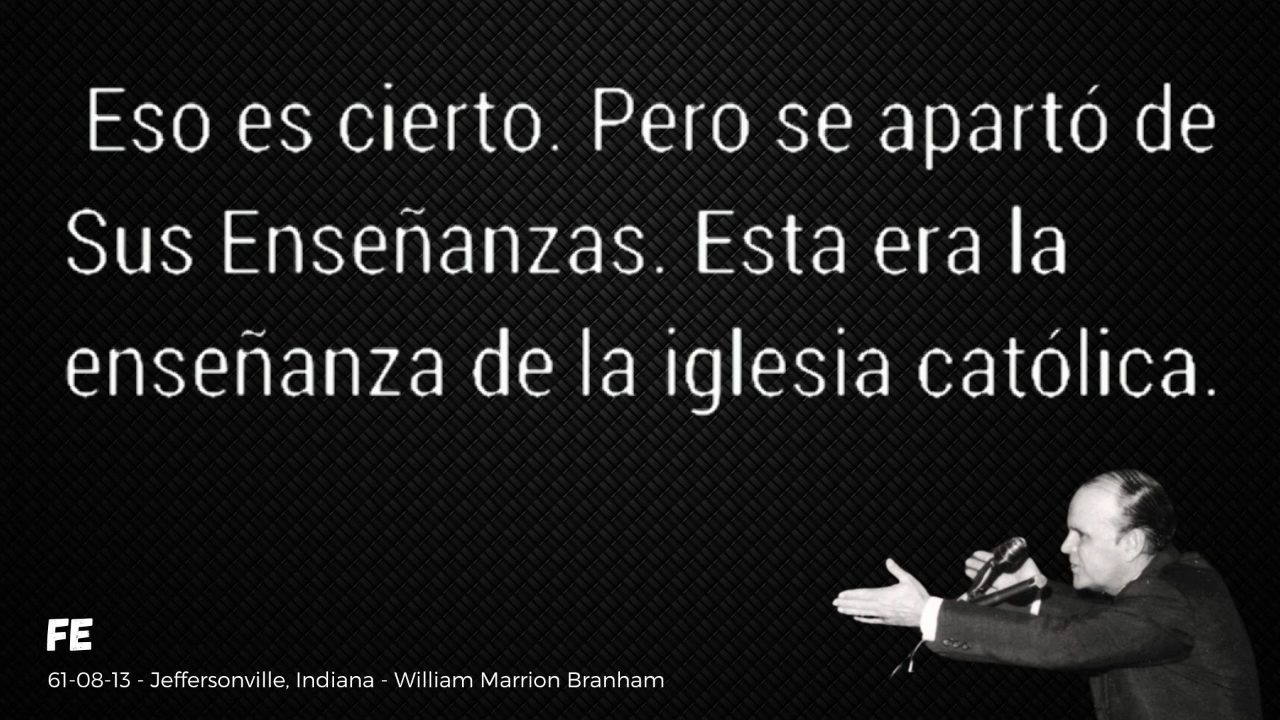 Eso es cierto. Pero se apartó de
Sus Enseñanzas. Esta era la
enseñanza de la iglesia católica.
FE
61-08-13 - Jeffersonville, Indiana - William Marrion Branham